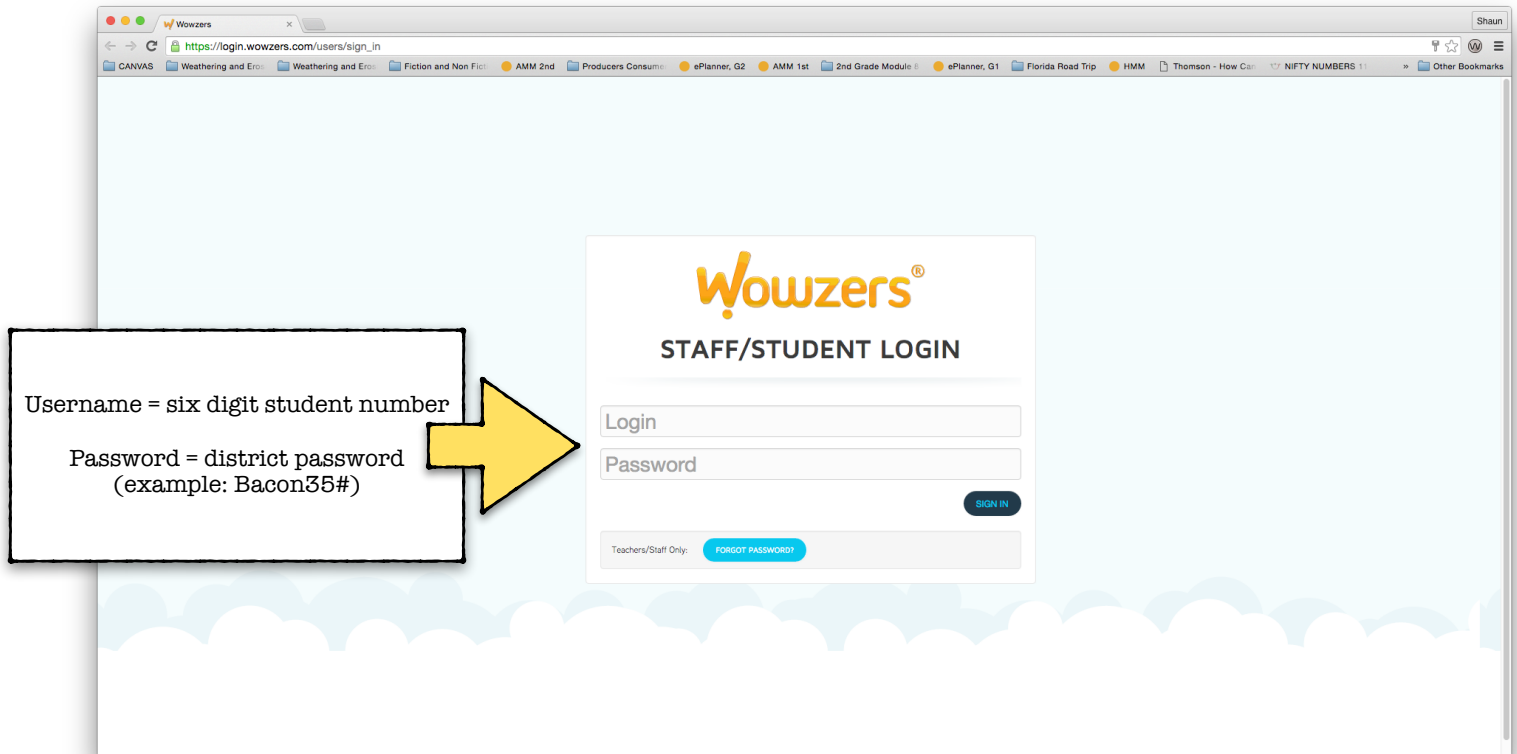 Wowzers
Shaun
https://login.wowzers.com/users/sign_in
CANVAS Weathering and Ero Weathering and Ero Fiction and Non Fict AMM 2nd Producers Consume ePlanner, G2 AMM 1st 2nd Grade Module 8 ePlanner, G1 Florida Road Trip HMM Thomson - How Can NIFTY NUMBERS 11 » Other Bookmarks
Wowzers®
STAFF/STUDENT LOGIN
Username = six digit student number
Password = district password
(example: Bacon35#)
Login
Password
SIGN IN
Teachers/Staff Only: FORGOT PASSWORD?